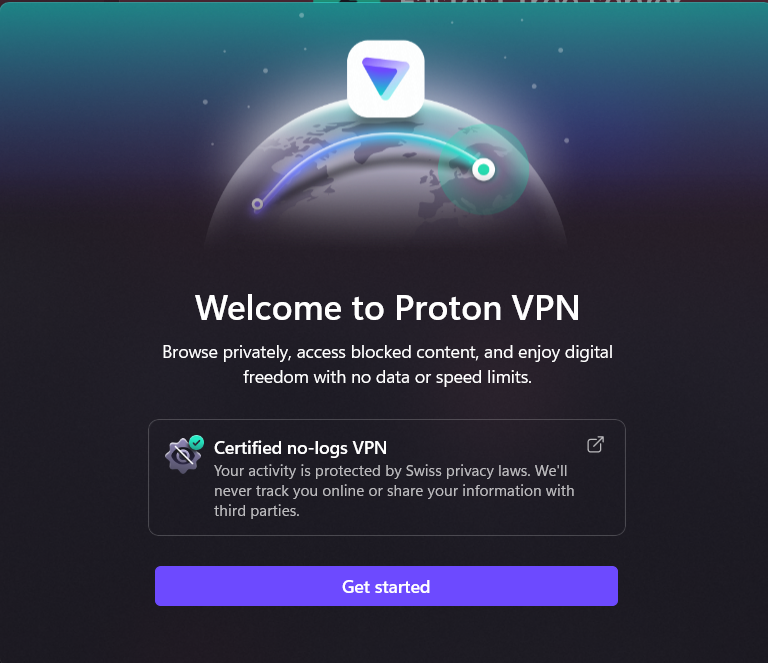 Welcome to Proton VPN
Browse privately, access blocked content, and enjoy digital
freedom with no data or speed limits.
Certified no-logs VPN
Your activity is protected by Swiss privacy laws. We'll
never track you online or share your information with
third parties.
Get started